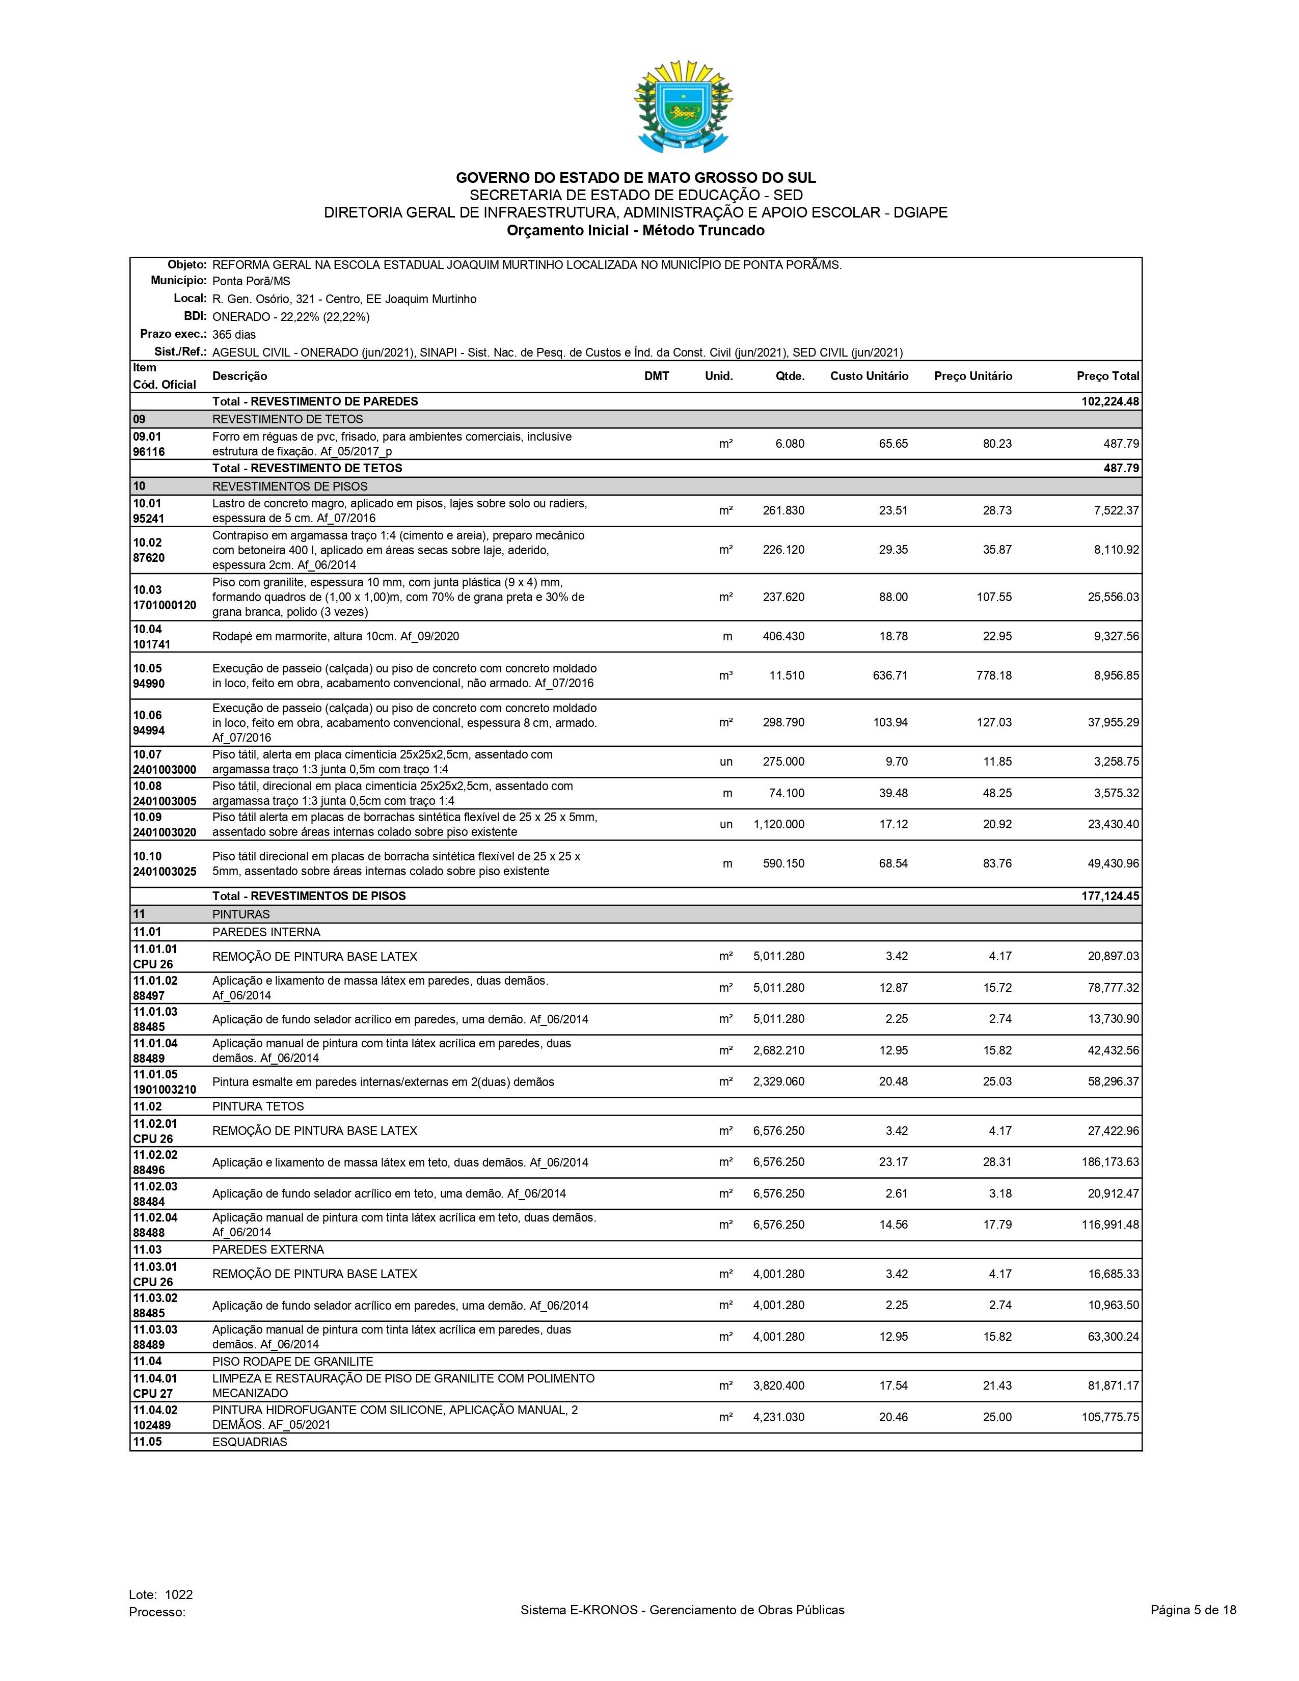 GOVERNO DO ESTADO DE MATO GROSSO DO SUL
SECRETARIA DE ESTADO DE EDUCAÇÃO - SED
DIRETORIA GERAL DE INFRAESTRUTURA, ADMINISTRAÇÃO E APOIO ESCOLAR - DGIAPE
Orçamento Inicial - Método Truncado
Objeto: REFORMA GERAL NA ESCOLA ESTADUAL JOAQUIM MURTINHO LOCALIZADA NO MUNICÍPIO DE PONTA PORÃ/MS.
Município: Ponta Porã/MS
Local: R. Gen. Osório, 321 - Centro, EE Joaquim Murtinho
BDI: ONERADO - 22,22% (22,22%)
Prazo exec.: 365 dias
Sist./Ref.: AGESUL CIVIL - ONERADO (jun/2021), SINAPI - Sist. Nac. de Pesq. de Custos e Índ. da Const. Civil (jun/2021), SED CIVIL (jun/2021)
Item
Cód. Oficial Descrição DMT Unid. Qtde. Custo Unitário Preço Unitário Preço Total
Total - REVESTIMENTO DE PAREDES 102,224.48
09 REVESTIMENTO DE TETOS
09.01 Forro em réguas de pvc, frisado, para ambientes comerciais, inclusive
96116 estrutura de fixação. Af_05/2017_p m² 6.080 65.65 80.23 487.79
Total - REVESTIMENTO DE TETOS 487.79
10 REVESTIMENTOS DE PISOS
10.01 Lastro de concreto magro, aplicado em pisos, lajes sobre solo ou radiers,
95241 espessura de 5 cm. Af_07/2016 m² 261.830 23.51 28.73 7,522.37
10.02 Contrapiso em argamassa traço 1:4 (cimento e areia), preparo mecânico
87620 com betoneira 400 l, aplicado em áreas secas sobre laje, aderido, m² 226.120 29.35 35.87 8,110.92
espessura 2cm. Af_06/2014
10.03 Piso com granilite, espessura 10 mm, com junta plástica (9 x 4) mm,
1701000120 formando quadros de (1,00 x 1,00)m, com 70% de grana preta e 30% de m² 237.620 88.00 107.55 25,556.03
grana branca, polido (3 vezes)
10.04
101741 Rodapé em marmorite, altura 10cm. Af_09/2020 m 406.430 18.78 22.95 9,327.56
10.05 Execução de passeio (calçada) ou piso de concreto com concreto moldado
94990 in loco, feito em obra, acabamento convencional, não armado. Af_07/2016 m³ 11.510 636.71 778.18 8,956.85
10.06 Execução de passeio (calçada) ou piso de concreto com concreto moldado
94994 in loco, feito em obra, acabamento convencional, espessura 8 cm, armado. m² 298.790 103.94 127.03 37,955.29
Af_07/2016
10.07 Piso tátil, alerta em placa cimenticia 25x25x2,5cm, assentado com
2401003000 argamassa traço 1:3 junta 0,5m com traço 1:4 un 275.000 9.70 11.85 3,258.75
10.08 Piso tátil, direcional em placa cimenticia 25x25x2,5cm, assentado com
2401003005 argamassa traço 1:3 junta 0,5cm com traço 1:4 m 74.100 39.48 48.25 3,575.32
10.09 Piso tátil alerta em placas de borrachas sintética flexível de 25 x 25 x 5mm,
2401003020 assentado sobre áreas internas colado sobre piso existente un 1,120.000 17.12 20.92 23,430.40
10.10 Piso tátil direcional em placas de borracha sintética flexível de 25 x 25 x
2401003025 5mm, assentado sobre áreas internas colado sobre piso existente m 590.150 68.54 83.76 49,430.96
Total - REVESTIMENTOS DE PISOS 177,124.45
11 PINTURAS
11.01 PAREDES INTERNA
11.01.01
CPU 26 REMOÇÃO DE PINTURA BASE LATEX m² 5,011.280 3.42 4.17 20,897.03
11.01.02 Aplicação e lixamento de massa látex em paredes, duas demãos.
88497 Af_06/2014 m² 5,011.280 12.87 15.72 78,777.32
11.01.03
88485 Aplicação de fundo selador acrílico em paredes, uma demão. Af_06/2014 m² 5,011.280 2.25 2.74 13,730.90
11.01.04 Aplicação manual de pintura com tinta látex acrílica em paredes, duas
88489 demãos. Af_06/2014 m² 2,682.210 12.95 15.82 42,432.56
11.01.05
1901003210 Pintura esmalte em paredes internas/externas em 2(duas) demãos m² 2,329.060 20.48 25.03 58,296.37
11.02 PINTURA TETOS
11.02.01
CPU 26 REMOÇÃO DE PINTURA BASE LATEX m² 6,576.250 3.42 4.17 27,422.96
11.02.02
88496 Aplicação e lixamento de massa látex em teto, duas demãos. Af_06/2014 m² 6,576.250 23.17 28.31 186,173.63
11.02.03
88484 Aplicação de fundo selador acrílico em teto, uma demão. Af_06/2014 m² 6,576.250 2.61 3.18 20,912.47
11.02.04 Aplicação manual de pintura com tinta látex acrílica em teto, duas demãos.
88488 Af_06/2014 m² 6,576.250 14.56 17.79 116,991.48
11.03 PAREDES EXTERNA
11.03.01
CPU 26 REMOÇÃO DE PINTURA BASE LATEX m² 4,001.280 3.42 4.17 16,685.33
11.03.02
88485 Aplicação de fundo selador acrílico em paredes, uma demão. Af_06/2014 m² 4,001.280 2.25 2.74 10,963.50
11.03.03 Aplicação manual de pintura com tinta látex acrílica em paredes, duas
88489 demãos. Af_06/2014 m² 4,001.280 12.95 15.82 63,300.24
11.04 PISO RODAPE DE GRANILITE
11.04.01 LIMPEZA E RESTAURAÇÃO DE PISO DE GRANILITE COM POLIMENTO
CPU 27 MECANIZADO m² 3,820.400 17.54 21.43 81,871.17
11.04.02 PINTURA HIDROFUGANTE COM SILICONE, APLICAÇÃO MANUAL, 2
102489 DEMÃOS. AF_05/2021 m² 4,231.030 20.46 25.00 105,775.75
11.05 ESQUADRIAS
Lote: 1022
Processo:
Sistema E-KRONOS - Gerenciamento de Obras Públicas
Página 5 de 18